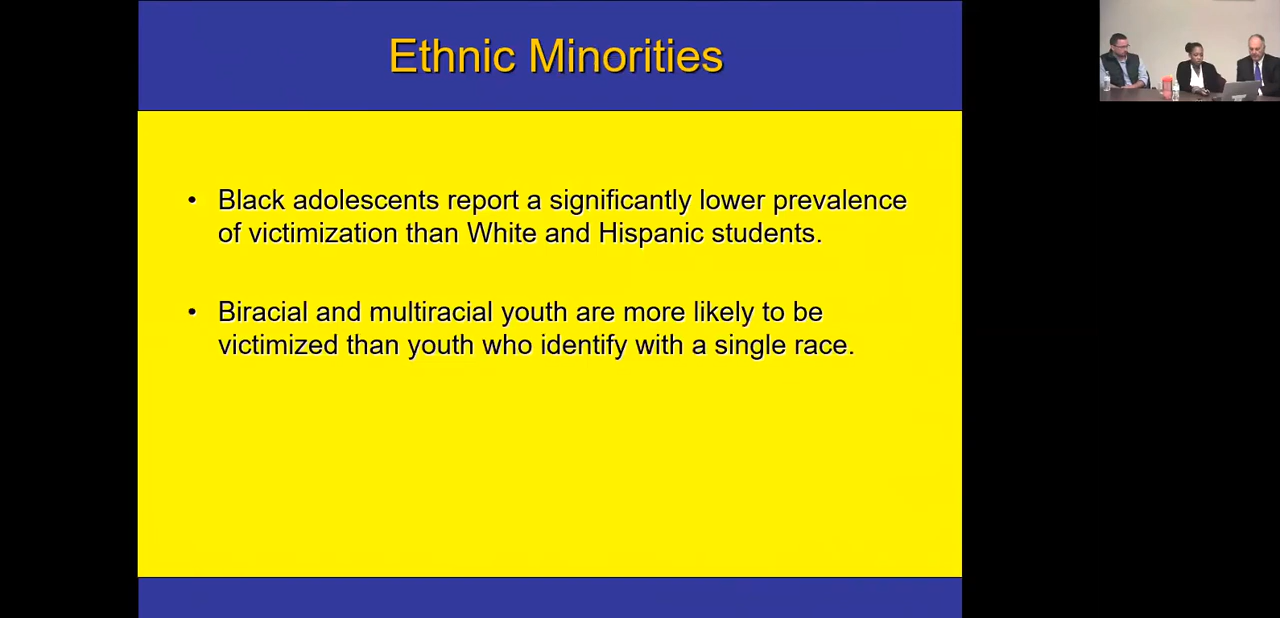 Ethnic Minorities
• Black adolescents report a significantly lower prevalence
of victimization than White and Hispanic students.
• Biracial and multiracial youth are more likely to be
victimized than youth who identify with a single race.